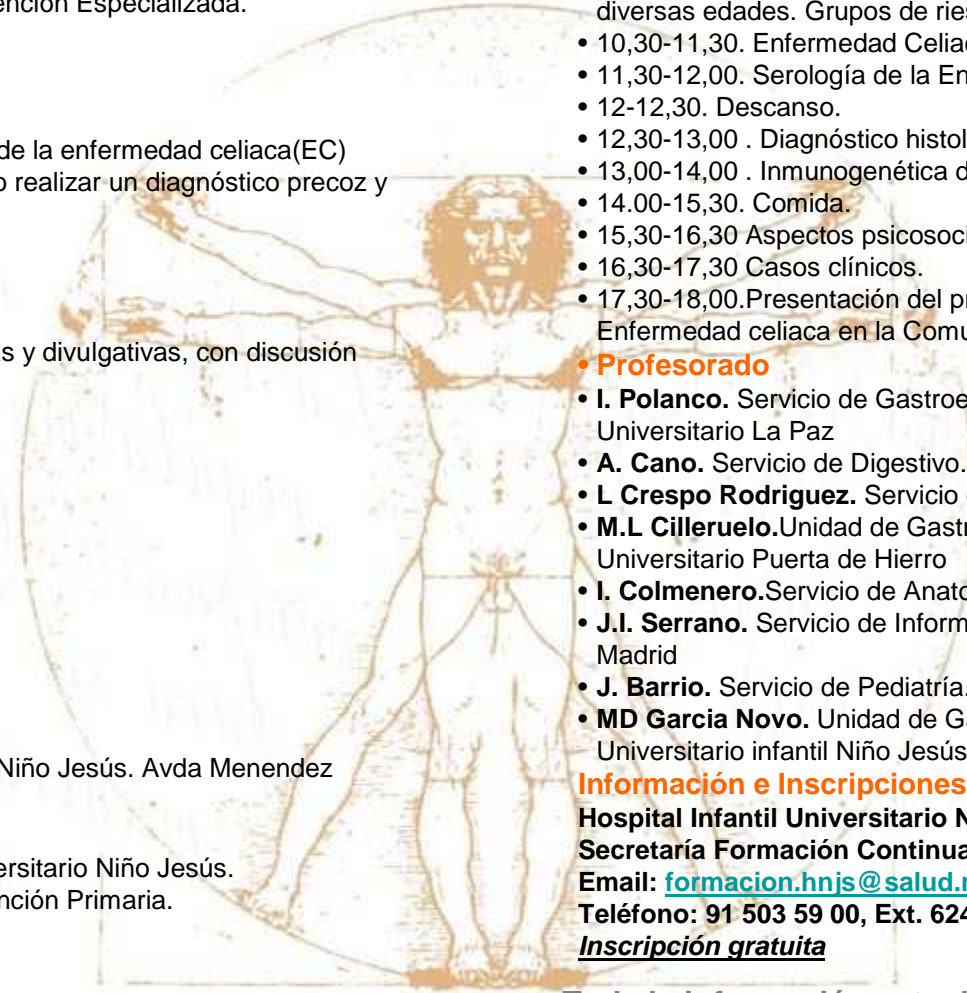 ención Especializada.
de la enfermedad celiaca(EC)
o realizar un diagnóstico precoz y
s y divulgativas, con discusión
Niño Jesús. Avda Menendez
ersitario Niño Jesús.
nción Primaria.
diversas edades. Grupos de ries
• 10,30-11,30. Enfermedad Celiac
• 11,30-12,00. Serología de la En
• 12-12,30. Descanso.
• 12,30-13,00 . Diagnóstico histol
• 13,00-14,00 . Inmunogenética d
• 14.00-15,30. Comida.
• 15,30-16,30 Aspectos psicosoci
• 16,30-17,30 Casos clínicos.
• 17,30-18,00.Presentación del pr
Enfermedad celiaca en la Comu
• Profesorado
• I. Polanco. Servicio de Gastroe
Universitario La Paz
• A. Cano. Servicio de Digestivo.
• L Crespo Rodriguez. Servicio
• M.L Cilleruelo.Unidad de Gastr
Universitario Puerta de Hierro
• I. Colmenero.Servicio de Anato
• J.I. Serrano. Servicio de Inform
Madrid
• J. Barrio. Servicio de Pediatría.
• MD Garcia Novo. Unidad de Ga
Universitario infantil Niño Jesús
Información e Inscripciones
Hospital Infantil Universitario N
Secretaría Formación Continua
Email: formacion.hnjs@salud.m
Teléfono: 91 503 59 00, Ext. 624
Inscripción gratuita